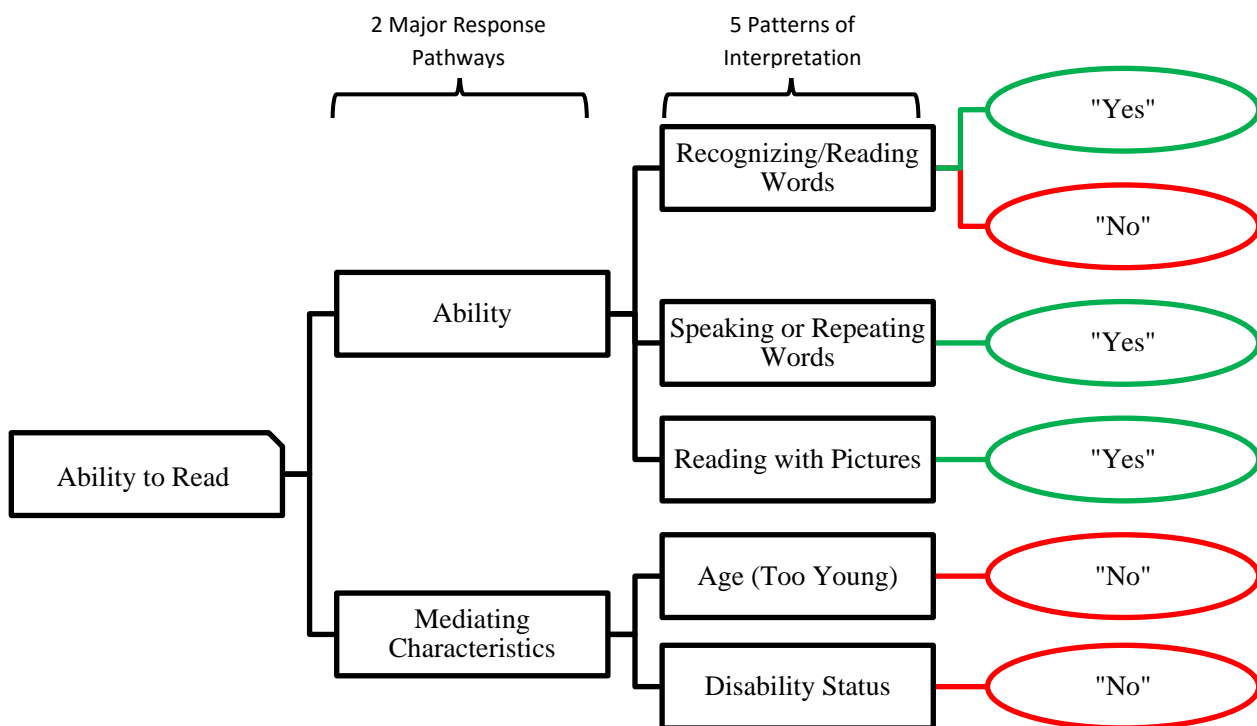 2 Major Response
Pathways
5 Patterns of
Interpretation
Recognizing/Reading
Words
"Yes"
"No"
Ability
Speaking or Repeating
Words
"Yes"
Reading with Pictures
"Yes"
Ability to Read
Mediating
Characteristics
Age (Too Young)
"No"
Disability Status
"No"